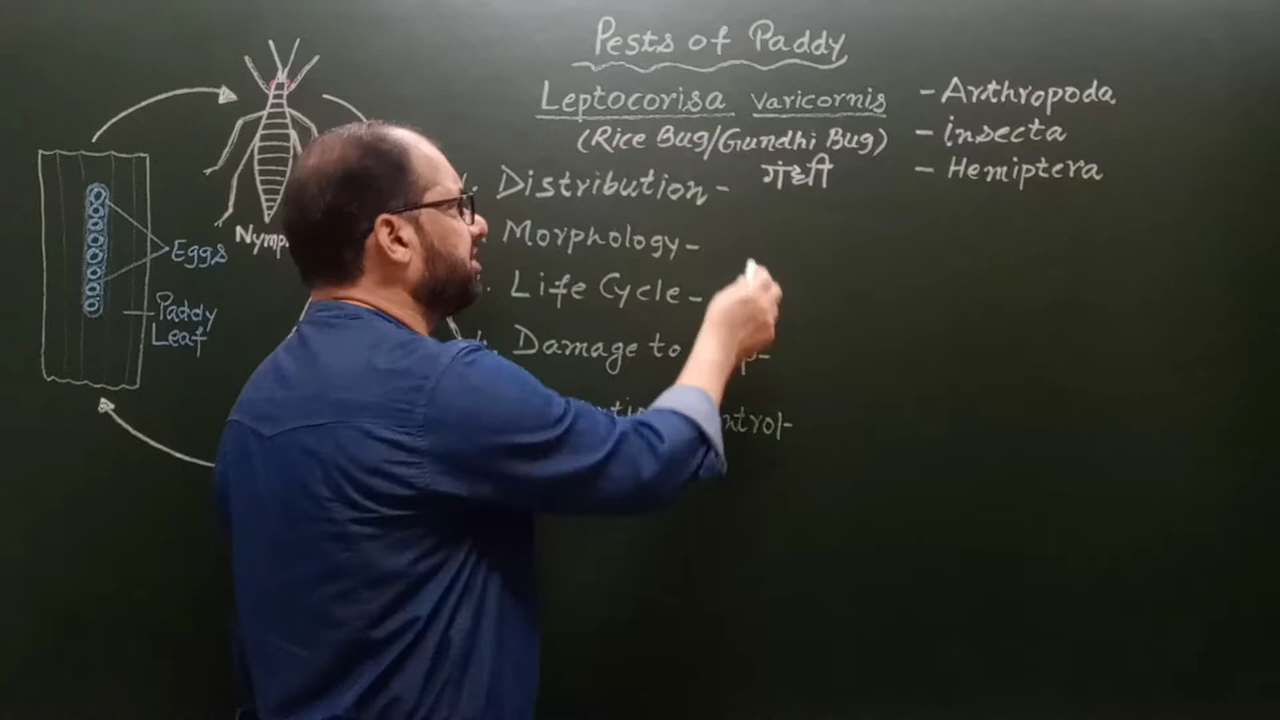 Pests of Paddy
Leptocorisa varicornis
(Rice Bug/Gundhi Bug)
गंधी
- Arthropoda
- insecta
- Hemiptera
Distribution-
Morphology-
Life Cycle-
Damage to
Eggs
Paddy
Leaf